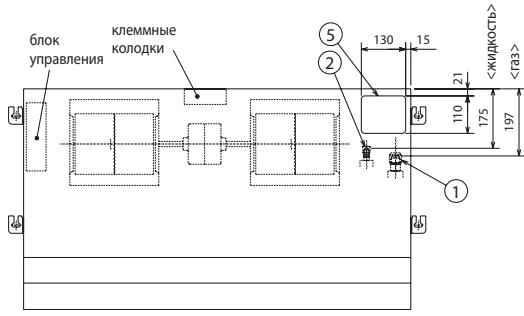 блок
управления
клеммные
колодки
5
2
130
15
21
110
175
<жидкость>
197
<газ>
1